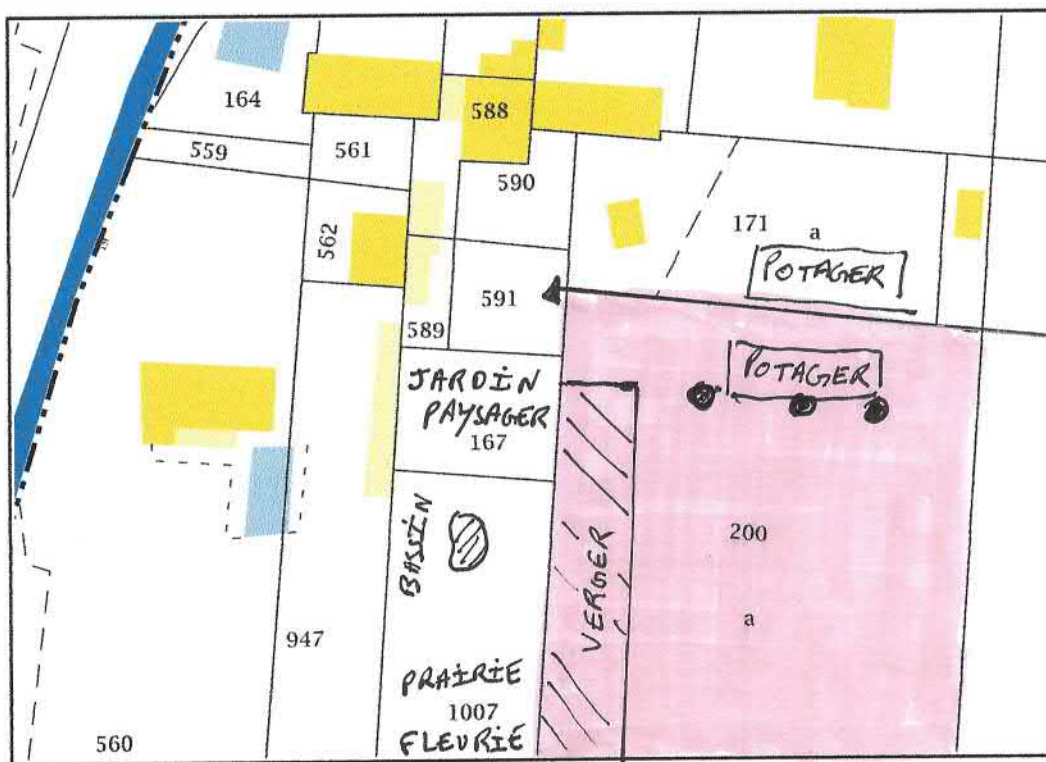 164
588
559
561
590
562
171
a
POTAGER
591
589
POTAGER
JARDIN
PAYSAGER
167
BASSIN
200
VERGER
a
947
PRAIRIE
1007
FLEURIE
560